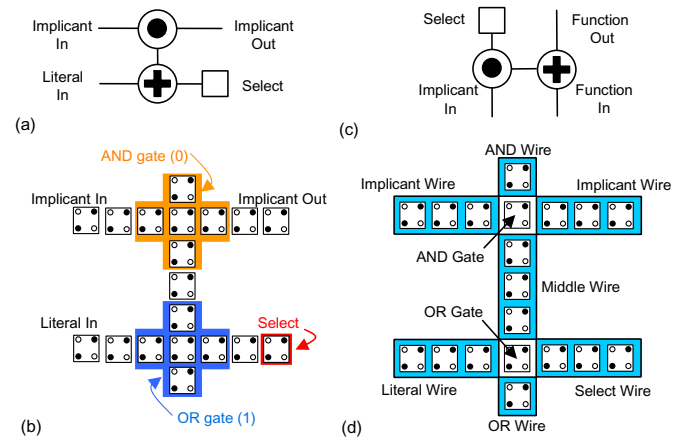 Implicant
In
Implicant
Out
Literal
In
Select
(a)
Select
Function
Out
Implicant
In
Function
In
(c)
AND gate (0)
Implicant In
Implicant Out
Literal In
Select
OR gate (1)
(b)
AND Wire
Implicant Wire
Implicant Wire
AND Gate
Middle Wire
OR Gate
Literal Wire
Select Wire
OR Wire
(d)